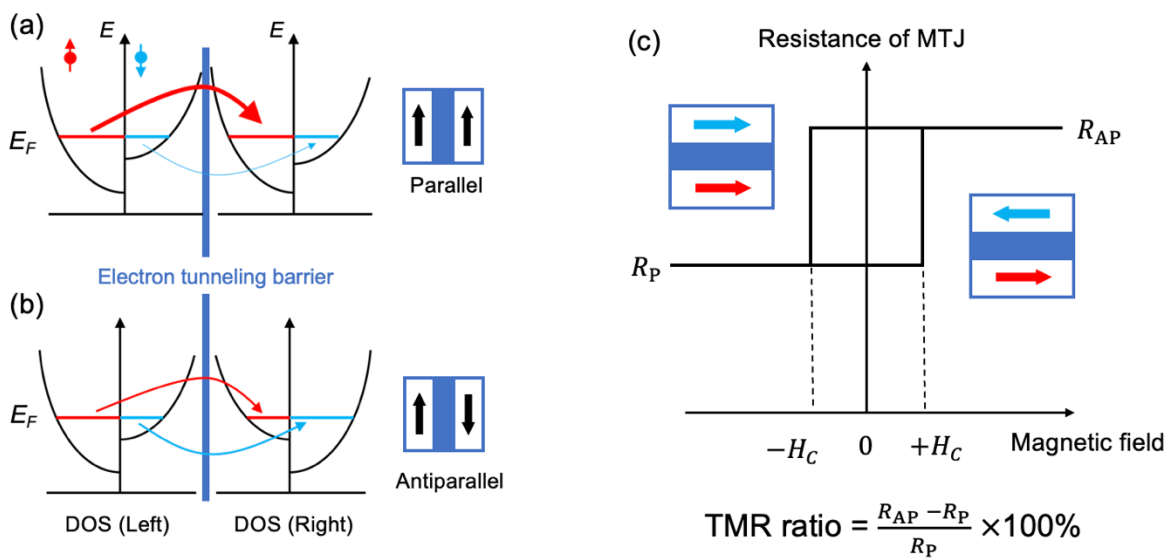 (a)
E
E
E_F
Parallel
Electron tunneling barrier
(b)
E_F
Antiparallel
DOS (Left)
DOS (Right)
(c)
Resistance of MTJ
R_AP
R_P
−H_C
0
+H_C
Magnetic field
TMR ratio = (R_AP − R_P)/R_P ×100%